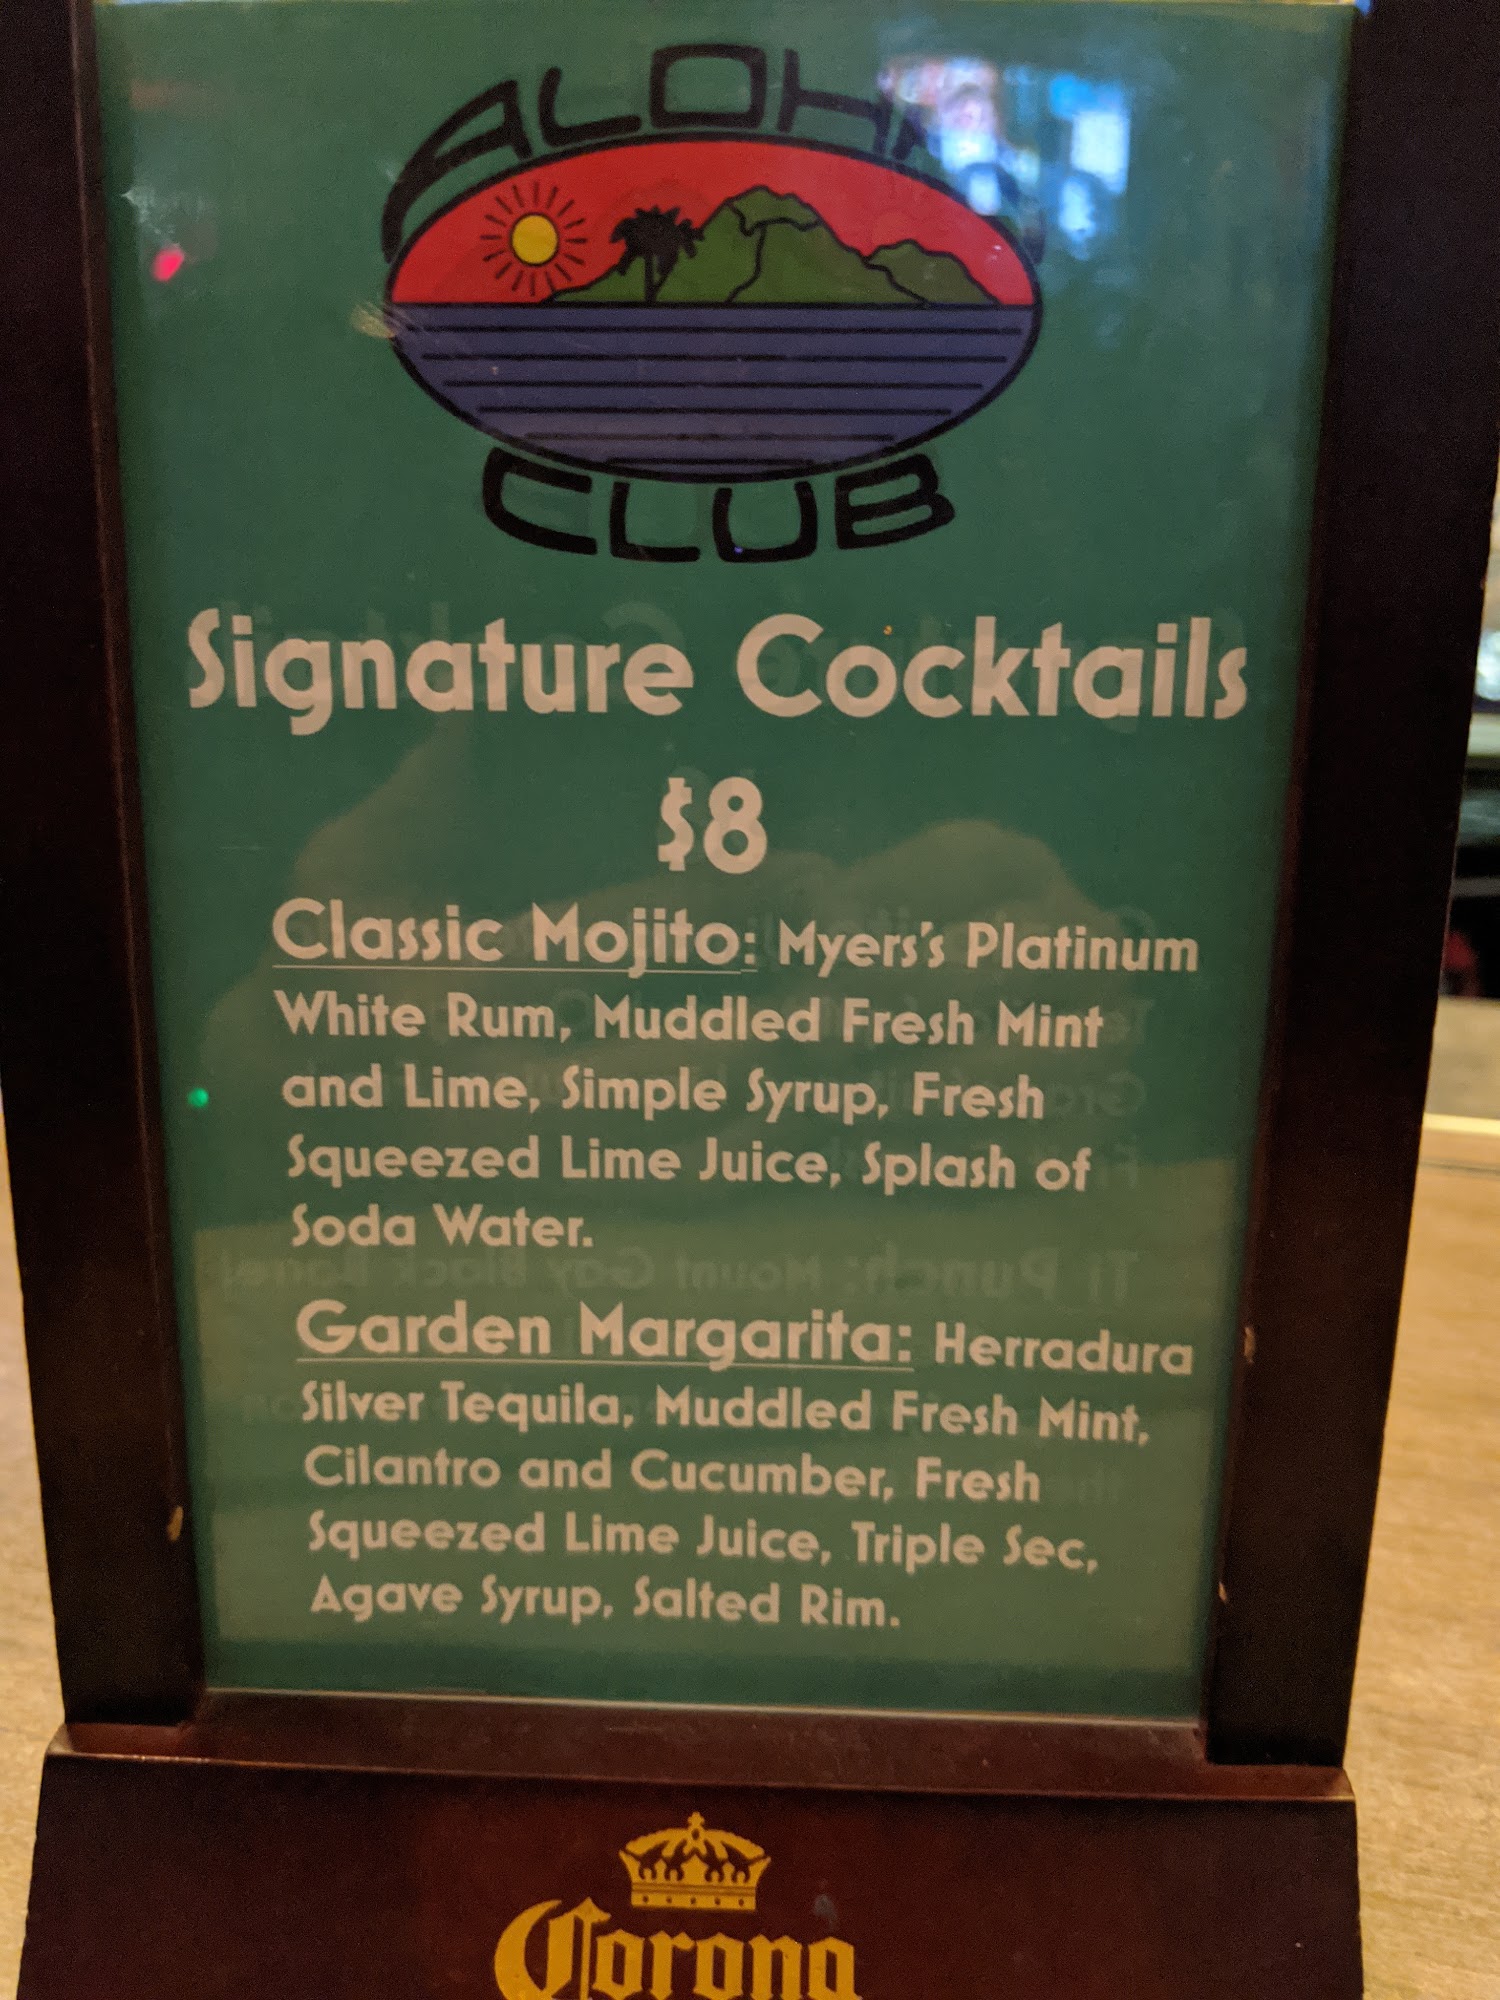 ALOHA
CLUB
Signature Cocktails
$8
Classic Mojito: Myers's Platinum
White Rum, Muddled Fresh Mint
and Lime, Simple Syrup, Fresh
Squeezed Lime Juice, Splash of
Soda Water.
Garden Margarita: Herradura
Silver Tequila, Muddled Fresh Mint,
Cilantro and Cucumber, Fresh
Squeezed Lime Juice, Triple Sec,
Agave Syrup, Salted Rim.
Corona